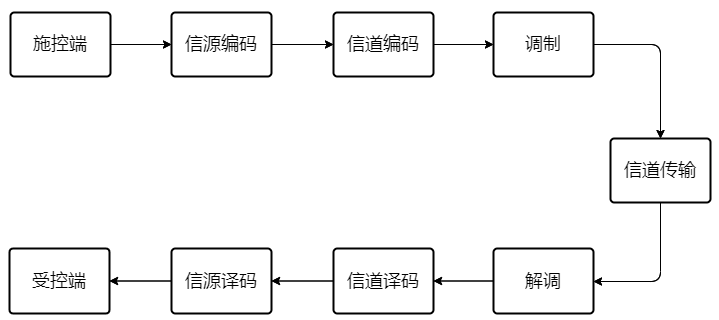 施控端
信源编码
信道编码
调制
信道传输
解调
信道译码
信源译码
受控端